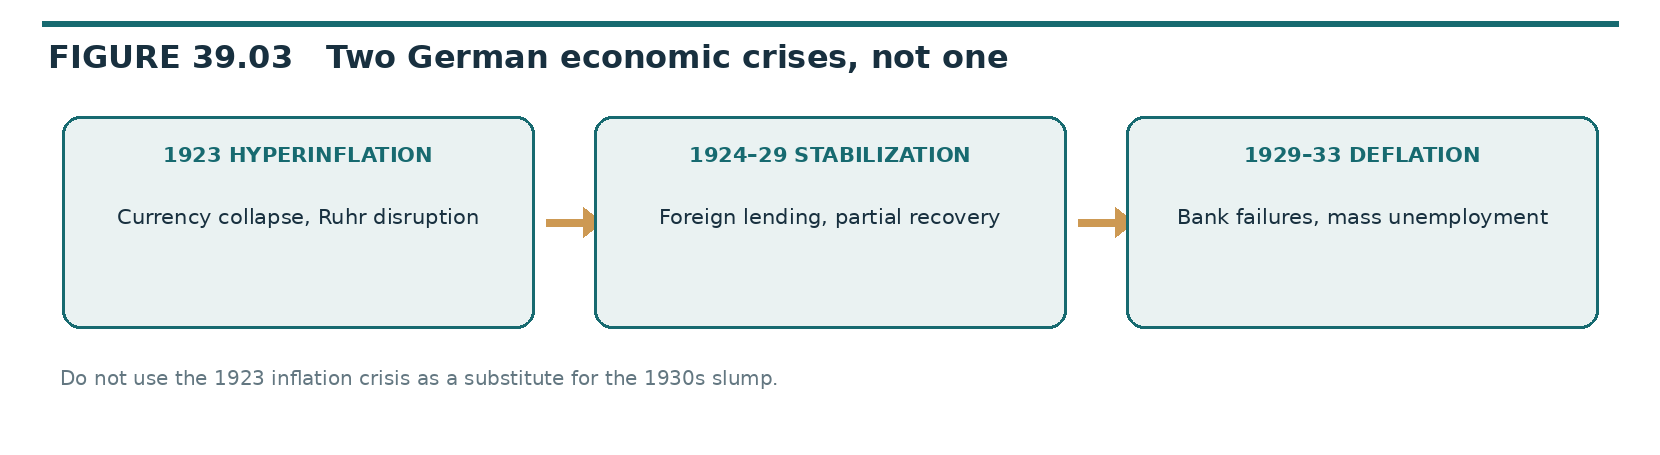 FIGURE 39.03 Two German economic crises, not one
1923 HYPERINFLATION
Currency collapse, Ruhr disruption
1924–29 STABILIZATION
Foreign lending, partial recovery
1929–33 DEFLATION
Bank failures, mass unemployment
Do not use the 1923 inflation crisis as a substitute for the 1930s slump.